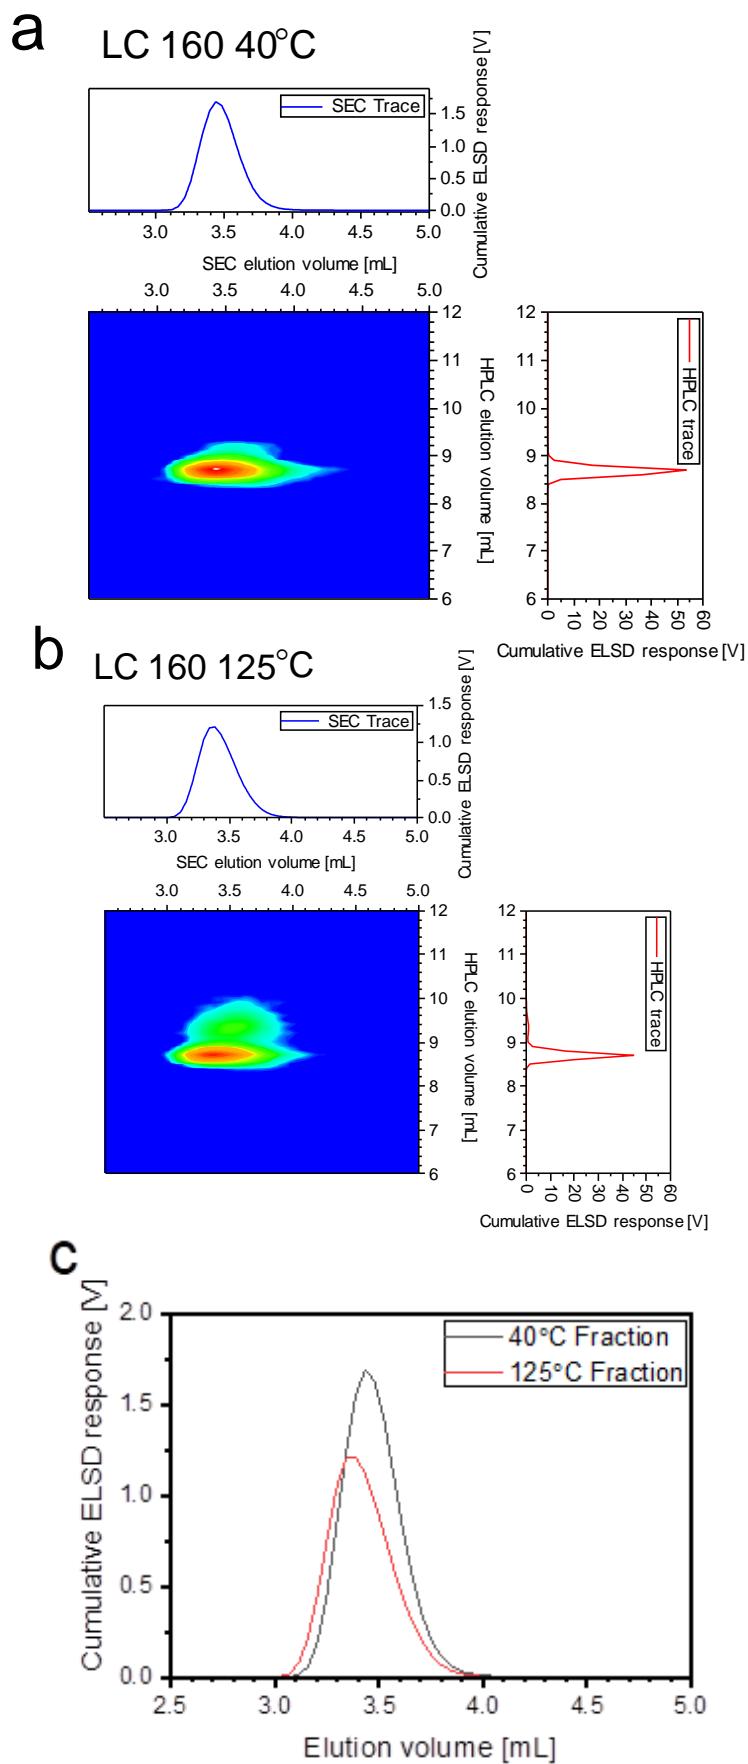 a
LC 160 40°C
SEC Trace
1.5
1.0
0.5
0.0
Cumulative ELSD response [V]
3.0 3.5 4.0 4.5 5.0
SEC elution volume [mL]
3.0 3.5 4.0 4.5 5.0
12
11
10
9
8
7
6
HPLC elution volume [mL]
12
11
10
9
8
7
6
HPLC trace
0 10 20 30 40 50 60
Cumulative ELSD response [V]
b
LC 160 125°C
SEC Trace
1.5
1.0
0.5
0.0
Cumulative ELSD response [V]
3.0 3.5 4.0 4.5 5.0
SEC elution volume [mL]
3.0 3.5 4.0 4.5 5.0
12
11
10
9
8
7
6
HPLC elution volume [mL]
12
11
10
9
8
7
6
HPLC trace
0 10 20 30 40 50 60
Cumulative ELSD response [V]
c
Cumulative ELSD response [V]
2.0
1.5
1.0
0.5
0.0
40°C Fraction
125°C Fraction
2.5 3.0 3.5 4.0 4.5 5.0
Elution volume [mL]